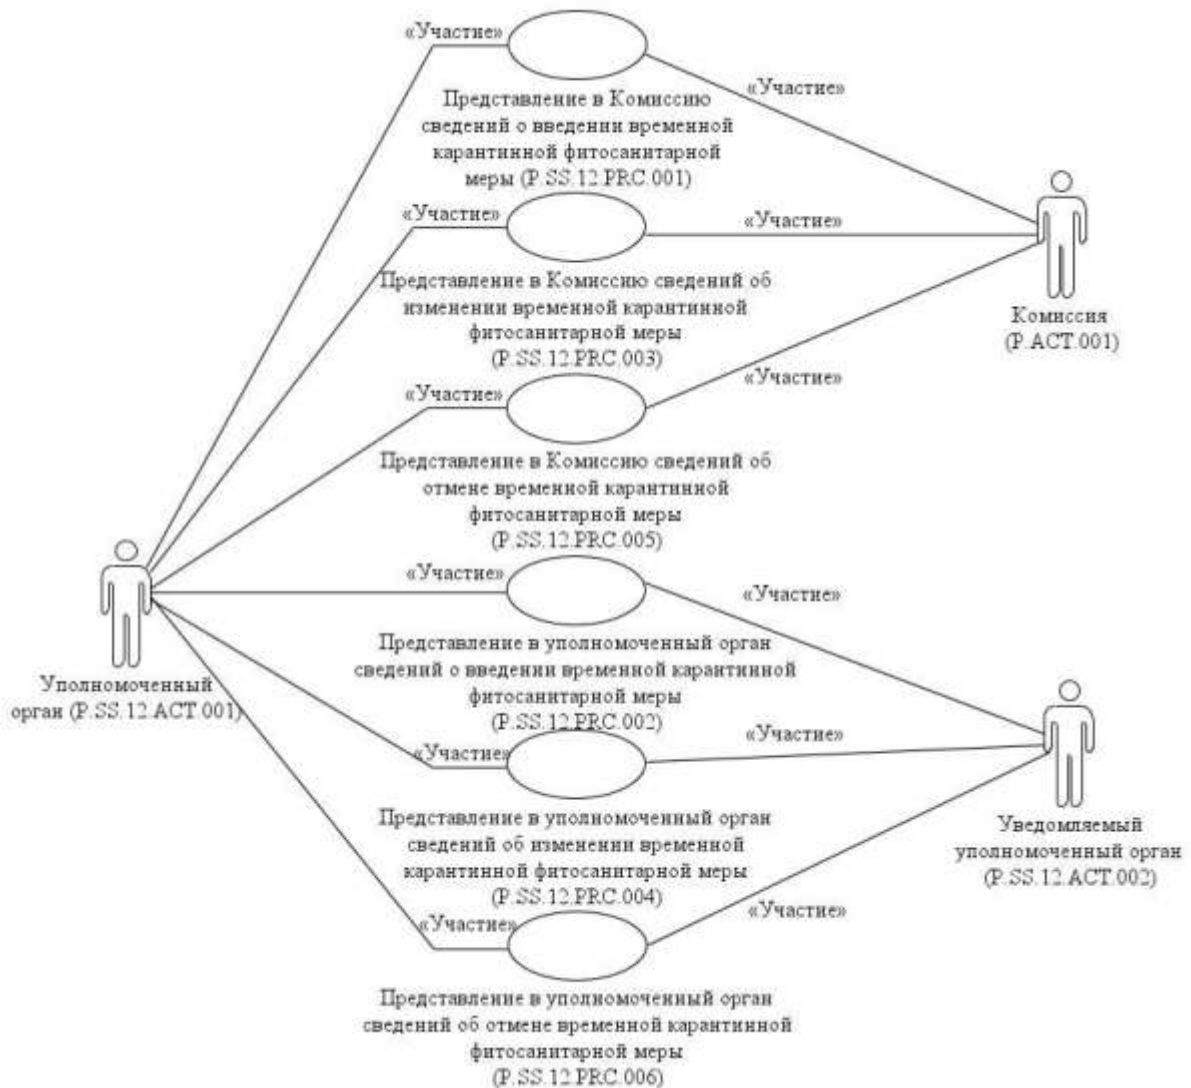 «Участие»
«Участие»
Представление в Комиссию
сведений о введении временной
карантинной фитосанитарной
меры (P.SS.12.PRC.001)
«Участие»
«Участие»
Представление в Комиссию сведений об
изменении временной карантинной
фитосанитарной меры
(P.SS.12.PRC.003)
Комиссия
(P.ACT.001)
«Участие»
«Участие»
Представление в Комиссию сведений об
отмене временной карантинной
фитосанитарной меры
(P.SS.12.PRC.005)
«Участие»
«Участие»
Представление в уполномоченный орган
сведений о введении временной карантинной
фитосанитарной меры
(P.SS.12.PRC.002)
Уполномоченный
орган (P.SS.12.ACT.001)
«Участие»
«Участие»
Представление в уполномоченный орган
сведений об изменении временной
карантинной фитосанитарной меры
(P.SS.12.PRC.004)
Уведомляемый
уполномоченный орган
(P.SS.12.ACT.002)
«Участие»
«Участие»
Представление в уполномоченный орган
сведений об отмене временной карантинной
фитосанитарной меры
(P.SS.12.PRC.006)